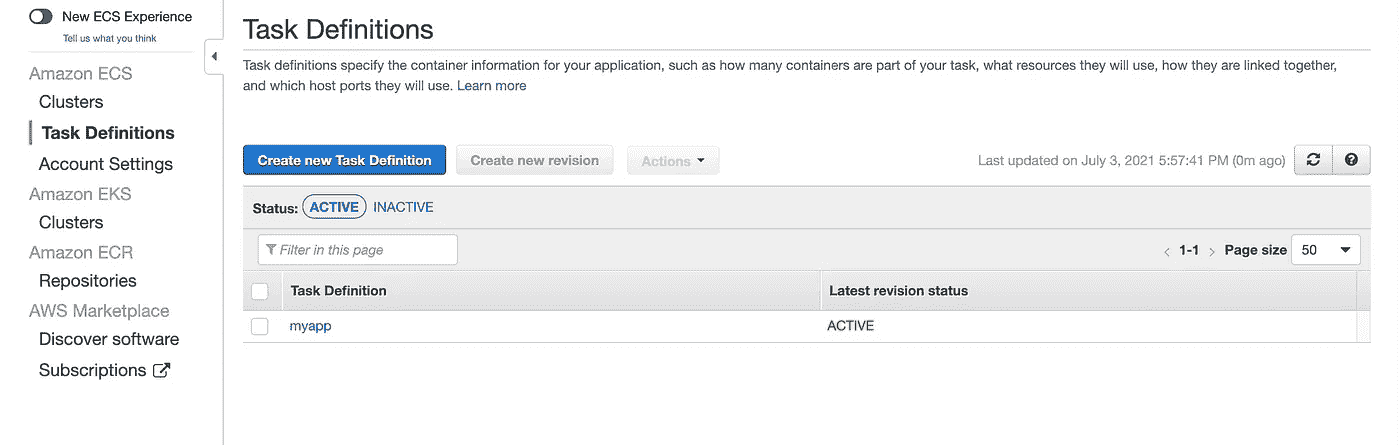 New ECS Experience
Tell us what you think
Amazon ECS
Clusters
Task Definitions
Account Settings
Amazon EKS
Clusters
Amazon ECR
Repositories
AWS Marketplace
Discover software
Subscriptions
Task Definitions
Task definitions specify the container information for your application, such as how many containers are part of your task, what resources they will use, how they are linked together,
and which host ports they will use. Learn more
Create new Task Definition Create new revision Actions Last updated on July 3, 2021 5:57:41 PM (0m ago)
Status: ACTIVE INACTIVE
Filter in this page < 1-1 > Page size 50
Task Definition Latest revision status
myapp ACTIVE